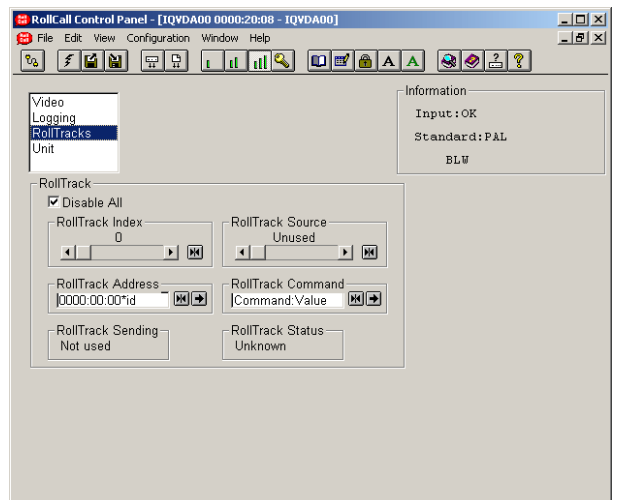 RollCall Control Panel - [IQVDA00 0000:20:08 - IQVDA00]
File Edit View Configuration Window Help
A A
Video
Logging
RollTracks
Unit
Information
Input:OK
Standard:PAL
BLW
RollTrack
Disable All
RollTrack Index
0
RollTrack Source
Unused
RollTrack Address
0000:00:00*id
RollTrack Command
Command:Value
RollTrack Sending
Not used
RollTrack Status
Unknown